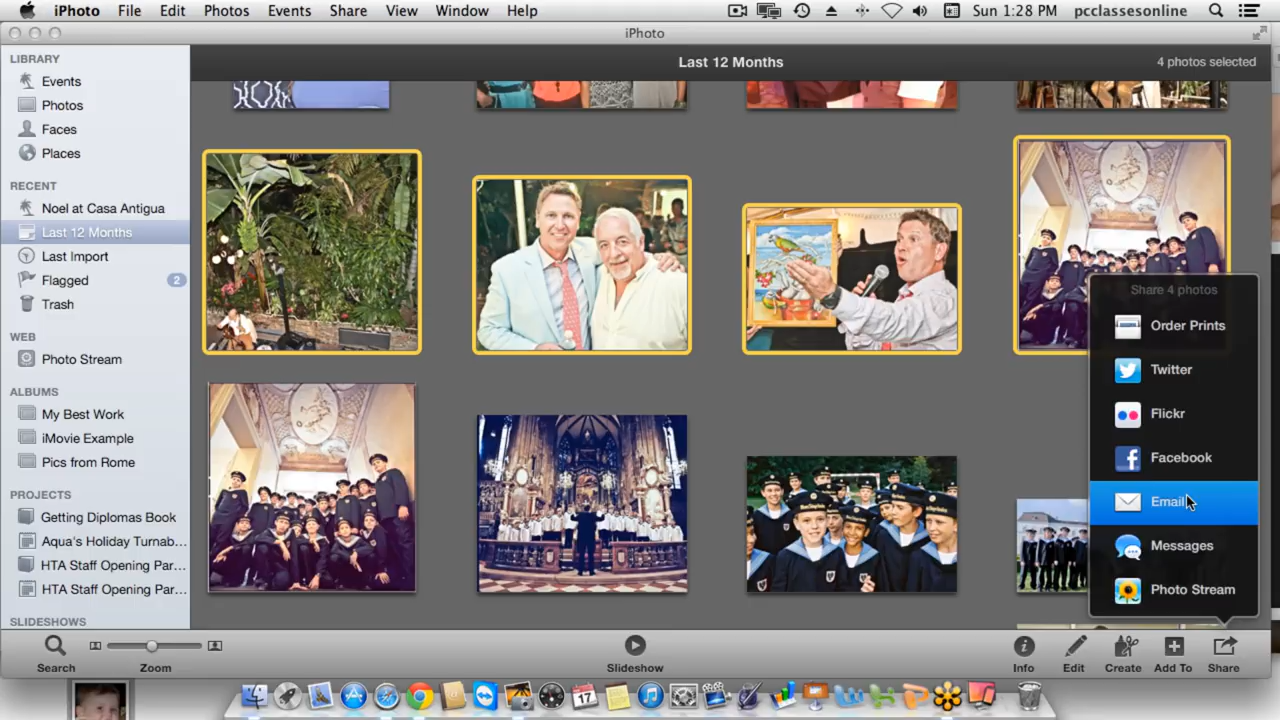 iPhoto File Edit Photos Events Share View Window Help Sun 1:28 PM pcclassesonline
iPhoto
LIBRARY
Events
Photos
Faces
Places
RECENT
Noel at Casa Antigua
Last 12 Months
Last Import
Flagged 2
Trash
WEB
Photo Stream
ALBUMS
My Best Work
iMovie Example
Pics from Rome
PROJECTS
Getting Diplomas Book
Aqua's Holiday Turnab...
HTA Staff Opening Par...
HTA Staff Opening Par...
SLIDESHOWS
Last 12 Months 4 photos selected
Share 4 photos
Order Prints
Twitter
Flickr
Facebook
Email
Messages
Photo Stream
Search Zoom Slideshow Info Edit Create Add To Share
17